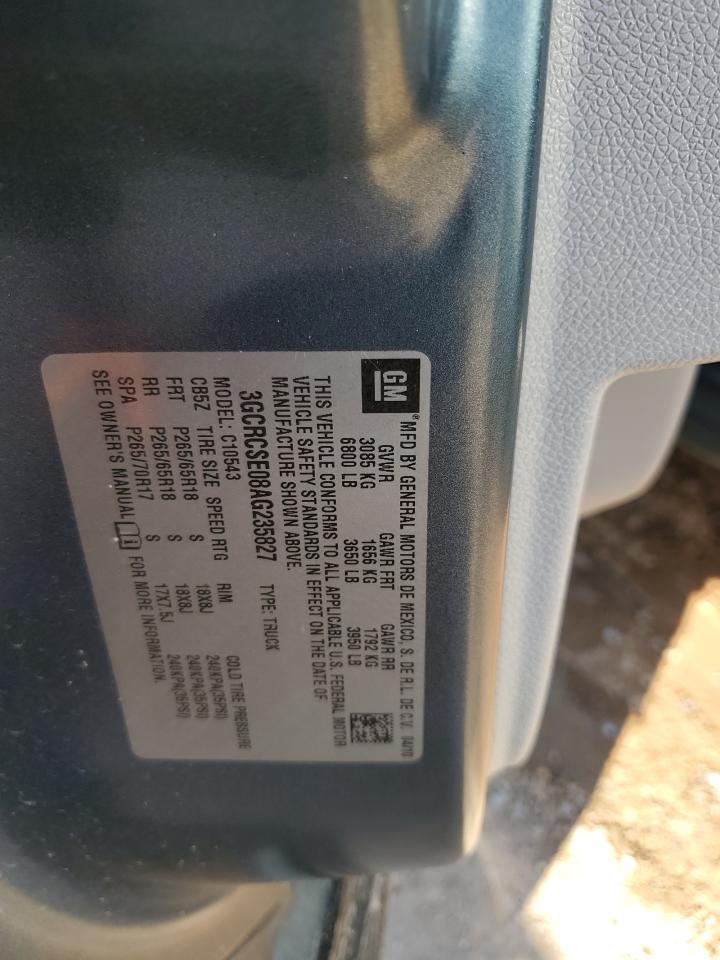 GM ® MFD BY GENERAL MOTORS DE MEXICO, S. DE R.L. DE C.V. 04/10
GVWR GAWR FRT GAWR RR
3085 KG 1656 KG 1792 KG
6800 LB 3650 LB 3950 LB
THIS VEHICLE CONFORMS TO ALL APPLICABLE U.S. FEDERAL MOTOR
VEHICLE SAFETY STANDARDS IN EFFECT ON THE DATE OF
MANUFACTURE SHOWN ABOVE.
3GCRCSE08AG235827 TYPE: TRUCK
MODEL: C10543
CB5Z TIRE SIZE SPEED RTG RIM COLD TIRE PRESSURE
FRT P265/65R18 S 18X8J 240KPA(35PSI)
RR P265/65R18 S 18X8J 240KPA(35PSI)
SPA P265/70R17 S 17X7.5J 240KPA(35PSI)
SEE OWNER'S MANUAL i FOR MORE INFORMATION.